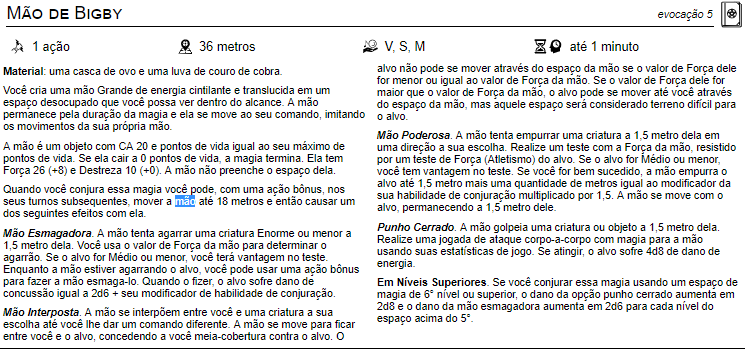 Mão de Bigby
evocação 5
1 ação
36 metros
V, S, M
até 1 minuto
Material: uma casca de ovo e uma luva de couro de cobra.
Você cria uma mão Grande de energia cintilante e translucida em um
espaço desocupado que você possa ver dentro do alcance. A mão
permanece pela duração da magia e ela se move ao seu comando, imitando
os movimentos da sua própria mão.
A mão é um objeto com CA 20 e pontos de vida igual ao seu máximo de
pontos de vida. Se ela cair a 0 pontos de vida, a magia termina. Ela tem
Força 26 (+8) e Destreza 10 (+0). A mão não preenche o espaço dela.
Quando você conjura essa magia você pode, com uma ação bônus, nos
seus turnos subsequentes, mover a mão até 18 metros e então causar um
dos seguintes efeitos com ela.
Mão Esmagadora. A mão tenta agarrar uma criatura Enorme ou menor a
1,5 metro dela. Você usa o valor de Força da mão para determinar o
agarrão. Se o alvo for Médio ou menor, você terá vantagem no teste.
Enquanto a mão estiver agarrando o alvo, você pode usar uma ação bônus
para fazer a mão esmaga-lo. Quando o fizer, o alvo sofre dano de
concussão igual a 2d6 + seu modificador de habilidade de conjuração.
Mão Interposta. A mão se interpõem entre você e uma criatura a sua
escolha até você lhe dar um comando diferente. A mão se move para ficar
entre você e o alvo, concedendo a você meia-cobertura contra o alvo. O
alvo não pode se mover através do espaço da mão se o valor de Força dele
for menor ou igual ao valor de Força da mão. Se o valor de Força dele for
maior que o valor de Força da mão, o alvo pode se mover até você através
do espaço da mão, mas aquele espaço será considerado terreno difícil para
o alvo.
Mão Poderosa. A mão tenta empurrar uma criatura a 1,5 metro dela em
uma direção a sua escolha. Realize um teste com a Força da mão, resistido
por um teste de Força (Atletismo) do alvo. Se o alvo for Médio ou menor,
você tem vantagem no teste. Se você for bem sucedido, a mão empurra o
alvo até 1,5 metro mais uma quantidade de metros igual ao modificador da
sua habilidade de conjuração multiplicado por 1,5. A mão se move com o
alvo, permanecendo a 1,5 metro dele.
Punho Cerrado. A mão golpeia uma criatura ou objeto a 1,5 metro dela.
Realize uma jogada de ataque corpo-a-corpo com magia para a mão
usando suas estatísticas de jogo. Se atingir, o alvo sofre 4d8 de dano de
energia.
Em Níveis Superiores. Se você conjurar essa magia usando um espaço de
magia de 6° nível ou superior, o dano da opção punho cerrado aumenta em
2d8 e o dano da mão esmagadora aumenta em 2d6 para cada nível do
espaço acima do 5°.